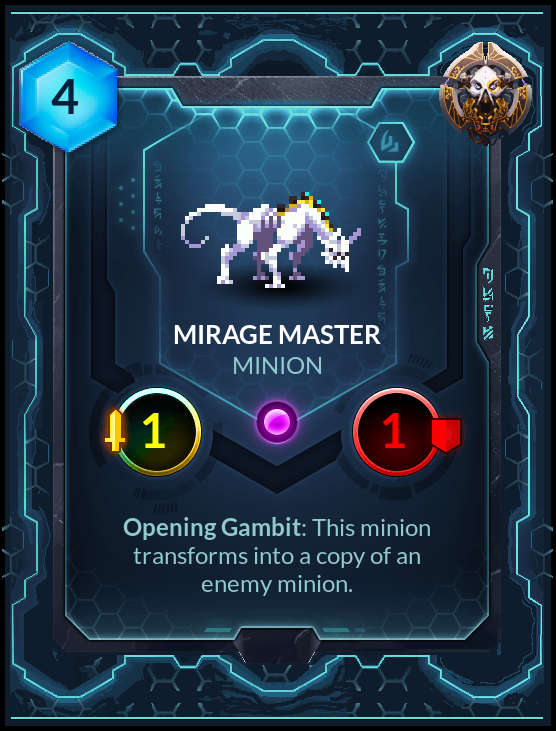 4
MIRAGE MASTER
MINION
1
1
Opening Gambit: This minion
transforms into a copy of an
enemy minion.